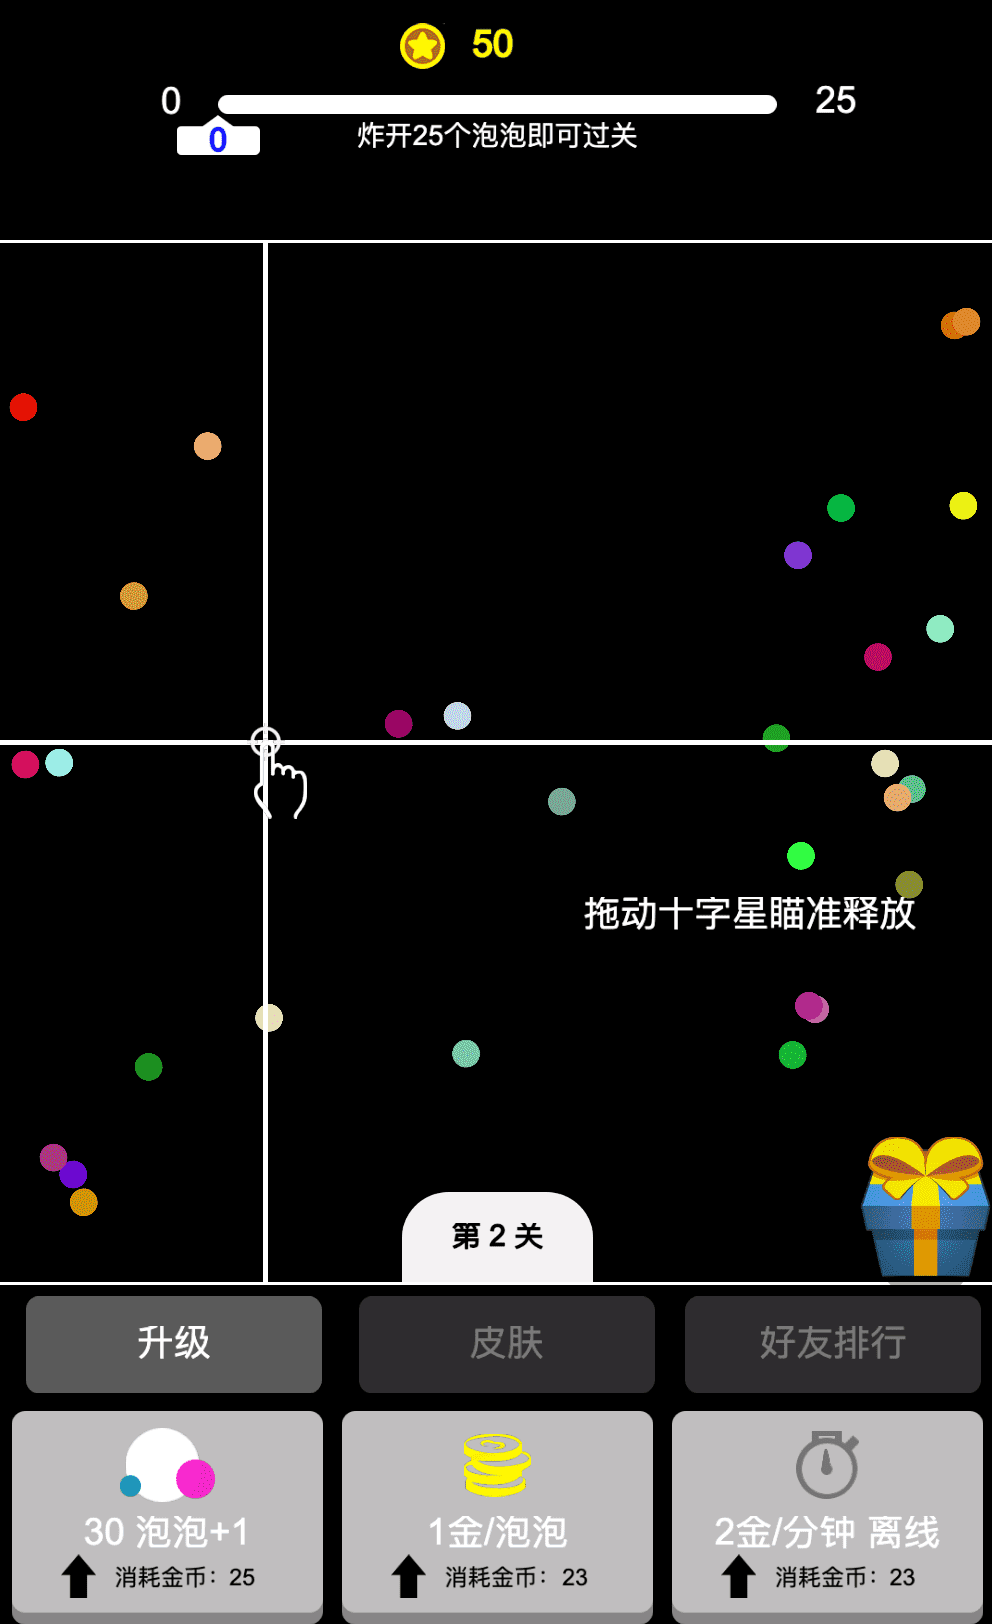 50
0
25
0
炸开25个泡泡即可过关
拖动十字星瞄准释放
第 2 关
升级
皮肤
好友排行
30 泡泡+1
1金/泡泡
2金/分钟 离线
消耗金币：25
消耗金币：23
消耗金币：23